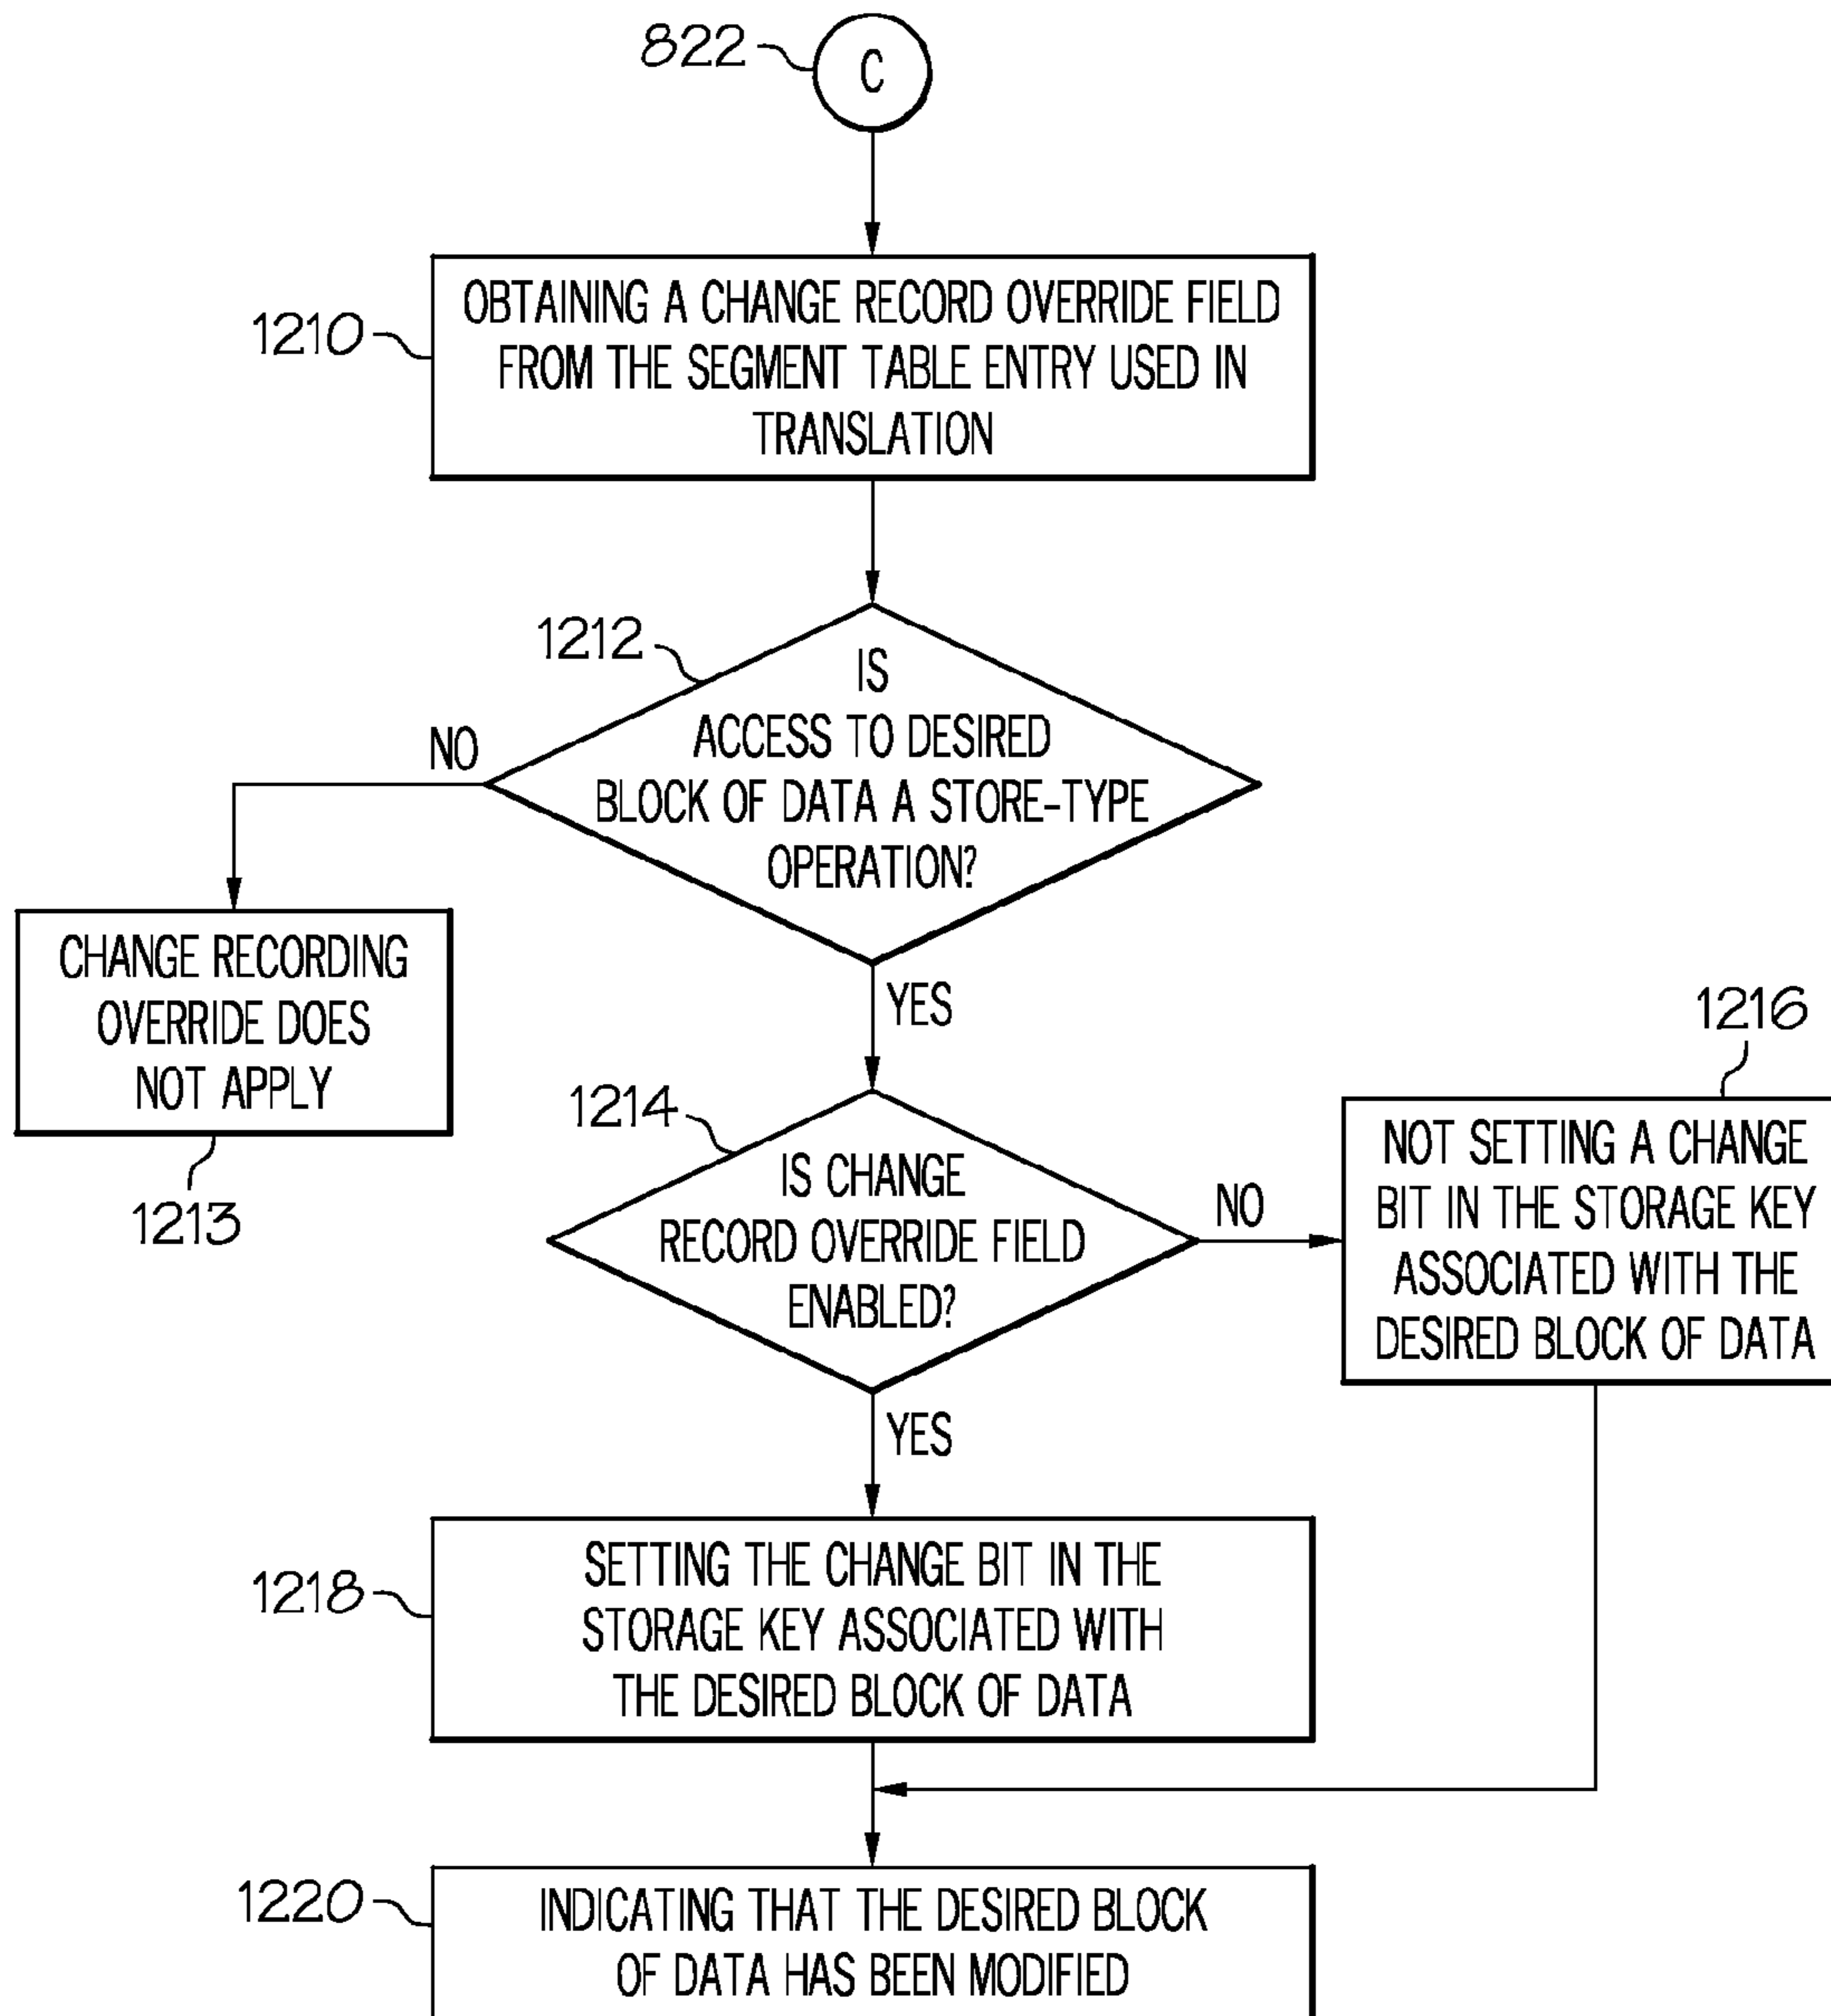 822
C
1210
OBTAINING A CHANGE RECORD OVERRIDE FIELD
FROM THE SEGMENT TABLE ENTRY USED IN
TRANSLATION
1212
IS
ACCESS TO DESIRED
BLOCK OF DATA A STORE-TYPE
OPERATION?
NO
CHANGE RECORDING
OVERRIDE DOES
NOT APPLY
1213
YES
1214
IS CHANGE
RECORD OVERRIDE FIELD
ENABLED?
NO
1216
NOT SETTING A CHANGE
BIT IN THE STORAGE KEY
ASSOCIATED WITH THE
DESIRED BLOCK OF DATA
YES
1218
SETTING THE CHANGE BIT IN THE
STORAGE KEY ASSOCIATED WITH
THE DESIRED BLOCK OF DATA
1220
INDICATING THAT THE DESIRED BLOCK
OF DATA HAS BEEN MODIFIED